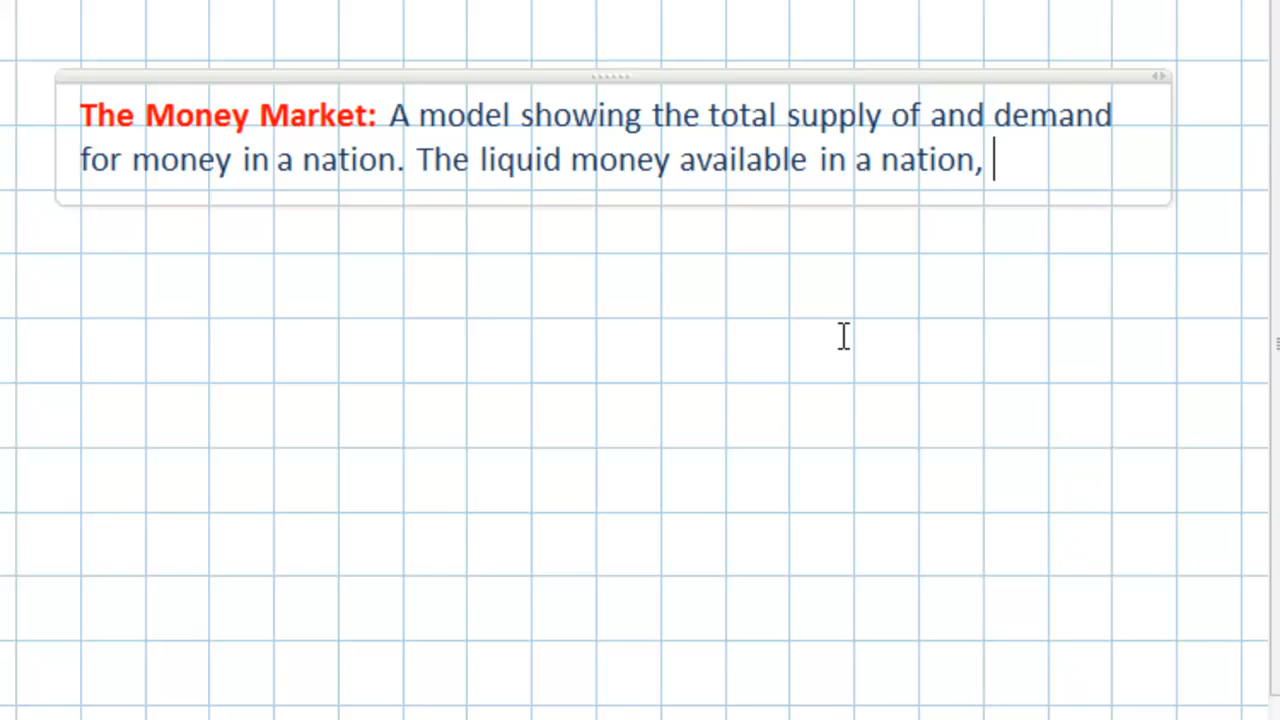 The Money Market: A model showing the total supply of and demand
for money in a nation. The liquid money available in a nation,